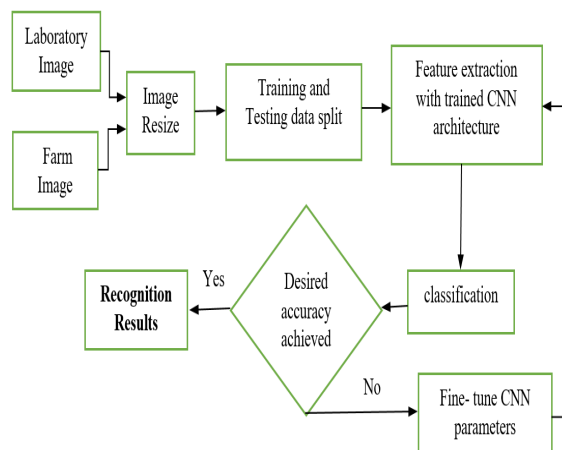 Laboratory
Image
Farm
Image
Image
Resize
Training and
Testing data split
Feature extraction
with trained CNN
architecture
classification
Desired
accuracy
achieved
Yes
Recognition
Results
No
Fine- tune CNN
parameters